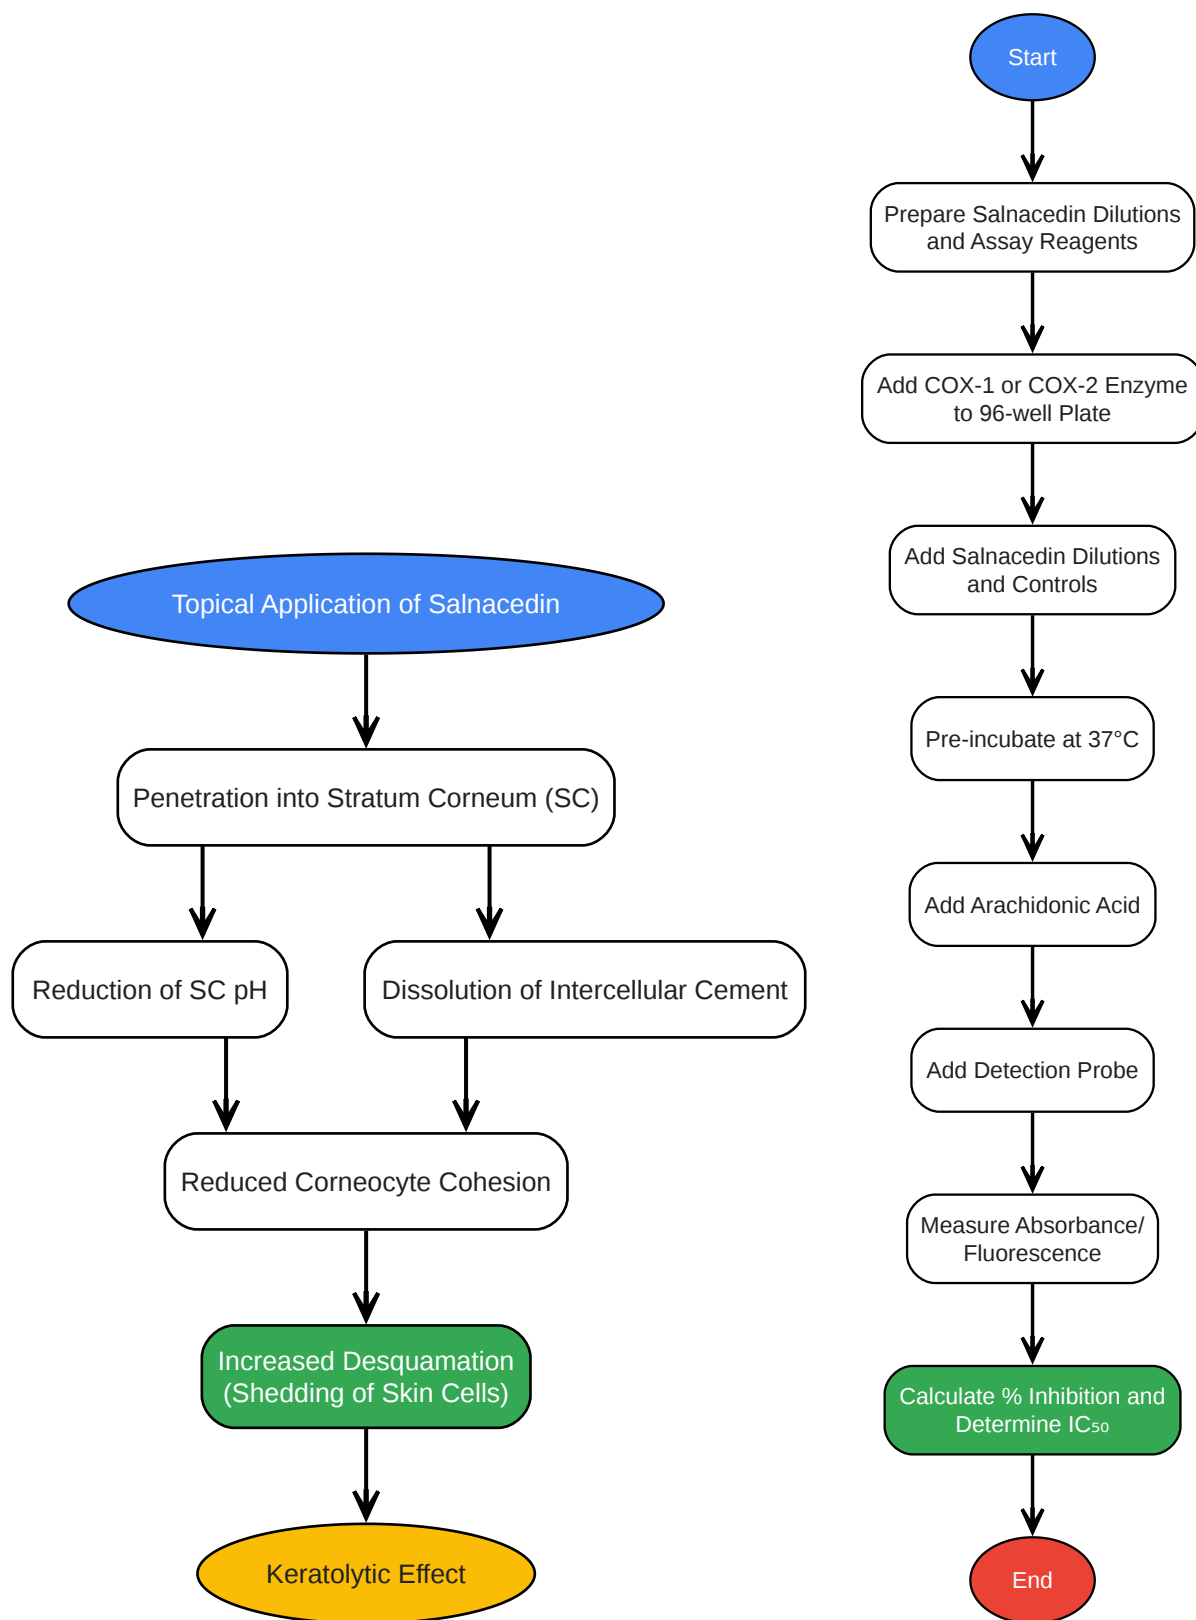 Topical Application of Salnacedin
Penetration into Stratum Corneum (SC)
Reduction of SC pH
Dissolution of Intercellular Cement
Reduced Corneocyte Cohesion
Increased Desquamation
(Shedding of Skin Cells)
Keratolytic Effect
Start
Prepare Salnacedin Dilutions
and Assay Reagents
Add COX-1 or COX-2 Enzyme
to 96-well Plate
Add Salnacedin Dilutions
and Controls
Pre-incubate at 37°C
Add Arachidonic Acid
Add Detection Probe
Measure Absorbance/
Fluorescence
Calculate % Inhibition and
Determine IC₅₀
End